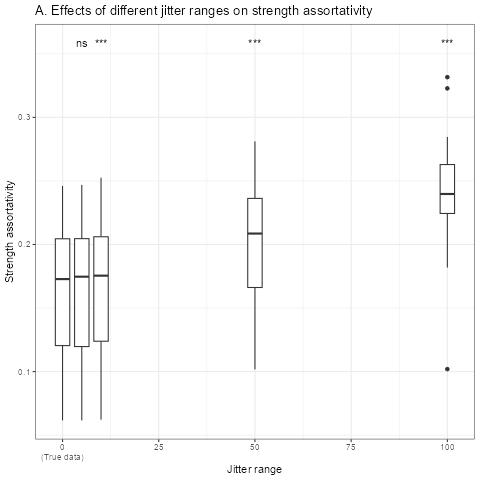 A. Effects of different jitter ranges on strength assortativity
ns *** *** ***
0.3
0.2
0.1
Strength assortativity
0 25 50 75 100
(True data)
Jitter range